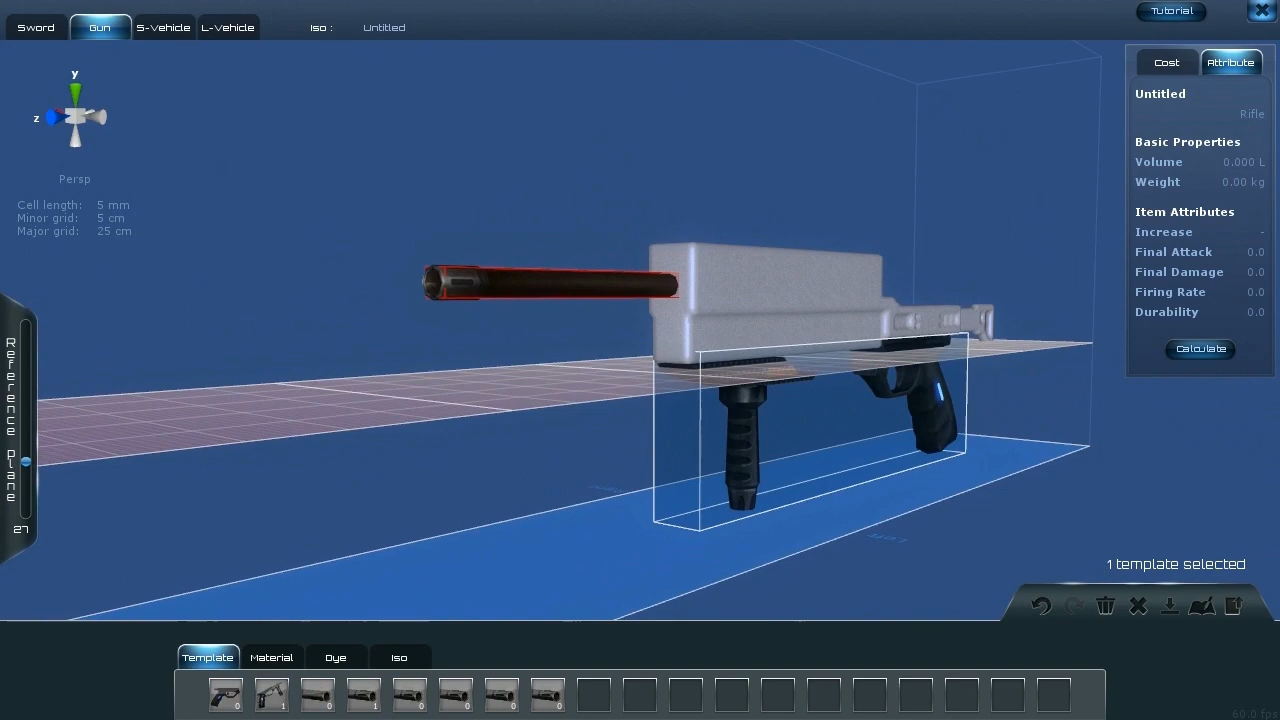 Sword Gun S-Vehicle L-Vehicle Iso : Untitled Tutorial
y
z
Persp
Cell length: 5 mm
Minor grid: 5 cm
Major grid: 25 cm
Reference plane
27
Cost Attribute
Untitled
Rifle
Basic Properties
Volume 0.000 L
Weight 0.00 kg
Item Attributes
Increase -
Final Attack 0.0
Final Damage 0.0
Firing Rate 0.0
Durability 0.0
Calculate
1 template selected
Template Material Dye Iso
0 1 0 1 0 0 0 0
60.0 fps